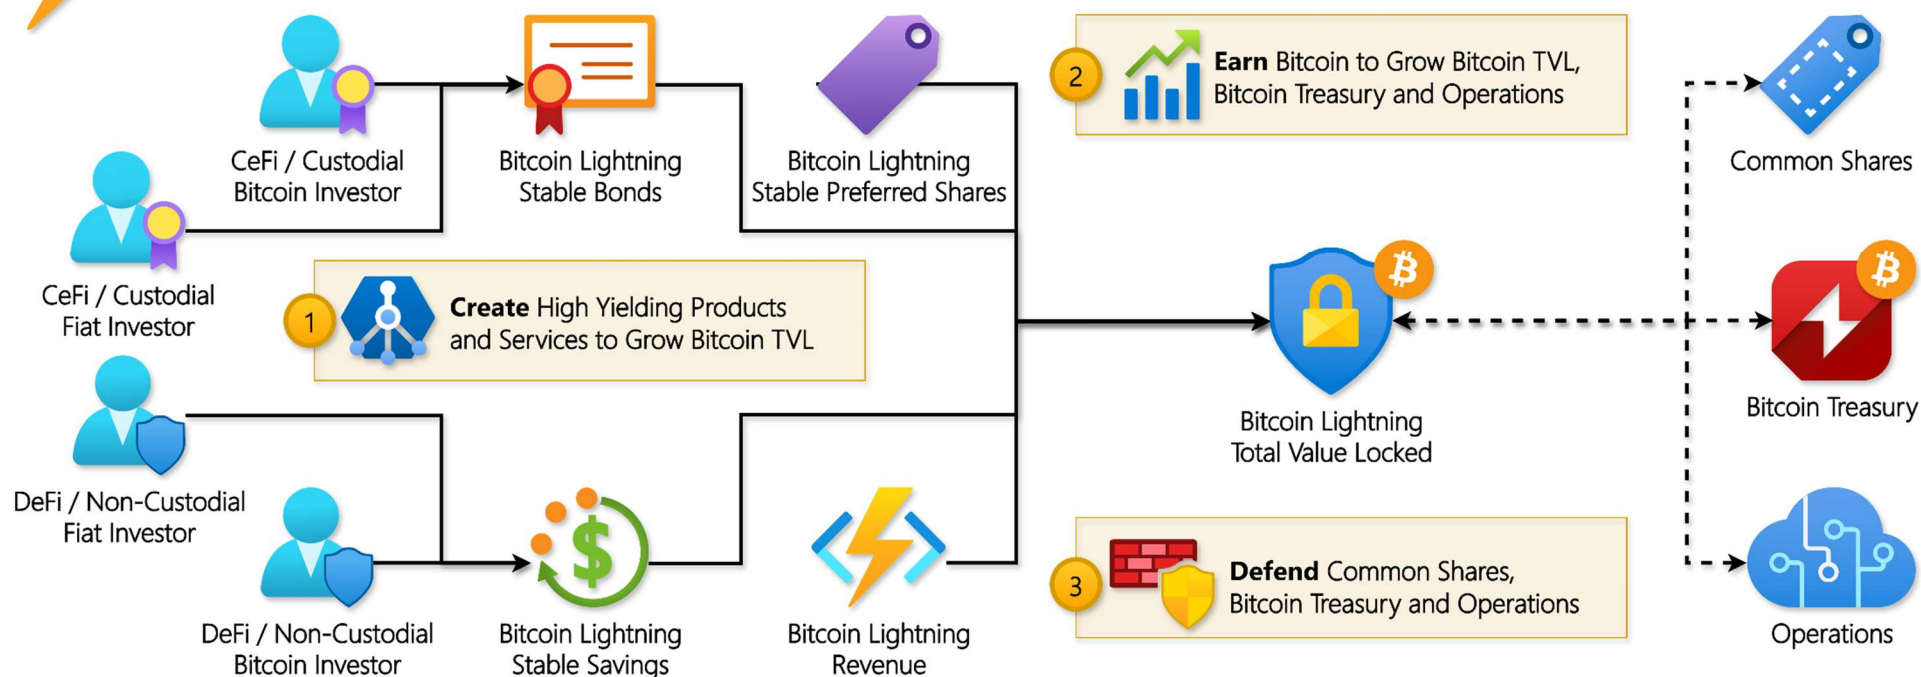 CeFi / Custodial
Bitcoin Investor
Bitcoin Lightning
Stable Bonds
Bitcoin Lightning
Stable Preferred Shares
2
Earn Bitcoin to Grow Bitcoin TVL,
Bitcoin Treasury and Operations
Common Shares
CeFi / Custodial
Fiat Investor
1
Create High Yielding Products
and Services to Grow Bitcoin TVL
Bitcoin Lightning
Total Value Locked
Bitcoin Treasury
DeFi / Non-Custodial
Fiat Investor
DeFi / Non-Custodial
Bitcoin Investor
$
Bitcoin Lightning
Stable Savings
Bitcoin Lightning
Revenue
3
Defend Common Shares,
Bitcoin Treasury and Operations
Operations